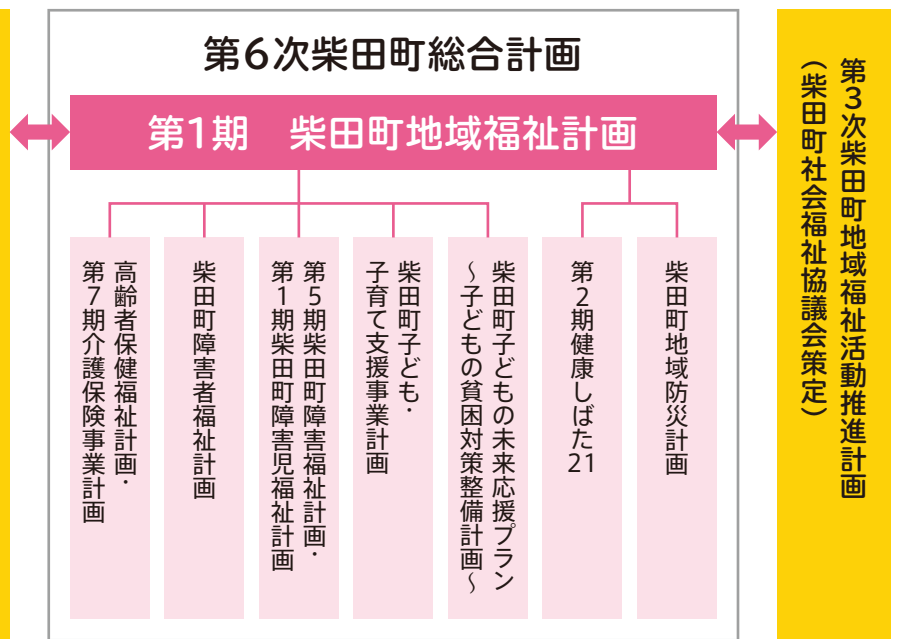 第6次柴田町総合計画
第1期　柴田町地域福祉計画
高齢者保健福祉計画・
第7期介護保険事業計画
柴田町障害者福祉計画
第5期柴田町障害福祉計画・
第1期柴田町障害児福祉計画
柴田町子ども・
子育て支援事業計画
柴田町子どもの未来応援プラン
～子どもの貧困対策整備計画～
第2期健康しばた21
柴田町地域防災計画
第3次柴田町地域福祉活動推進計画
（柴田町社会福祉協議会策定）